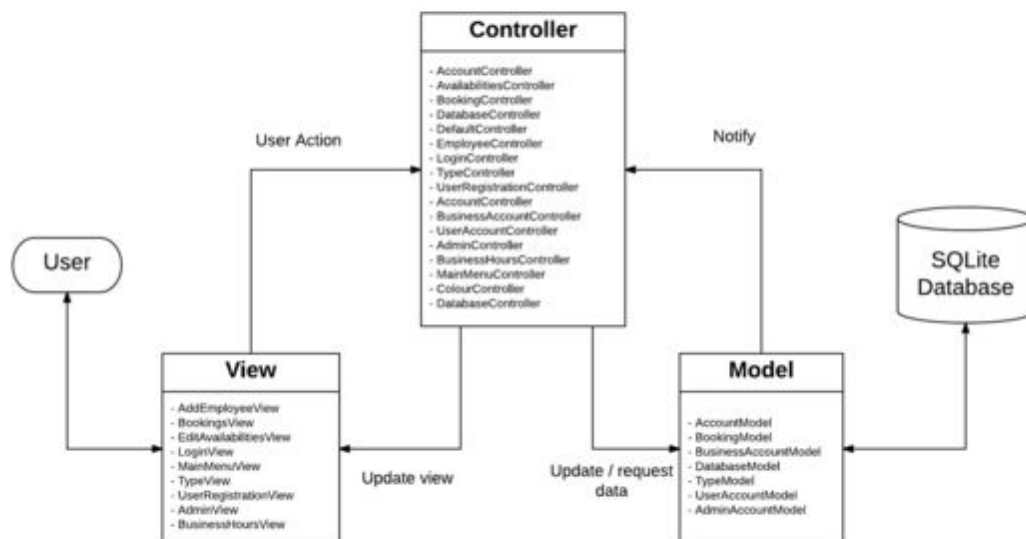 Controller
- AccountController
- AvailabilitiesController
- BookingController
- DatabaseController
- DefaultController
- EmployeeController
- LoginController
- TypeController
- UserRegistrationController
- AccountController
- BusinessAccountController
- UserAccountController
- AdminController
- BusinessHoursController
- MainMenuController
- ColourController
- DatabaseController
User Action
Notify
User
SQLite
Database
View
- AddEmployeeView
- BookingsView
- EditAvailabilitiesView
- LoginView
- MainMenuView
- TypeView
- UserRegistrationView
- AdminView
- BusinessHoursView
Update view
Update / request
data
Model
- AccountModel
- BookingModel
- BusinessAccountModel
- DatabaseModel
- TypeModel
- UserAccountModel
- AdminAccountModel